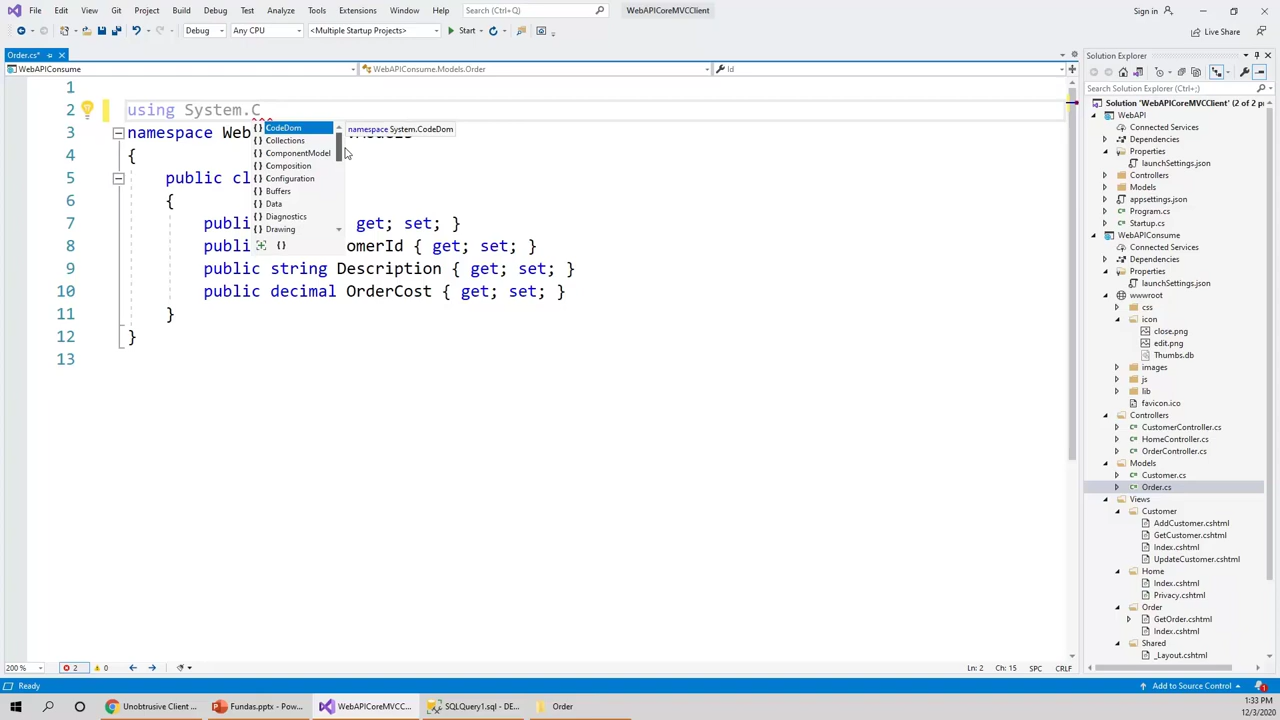 File Edit View Git Project Build Debug Test Analyze Tools Extensions Window Help Search (Ctrl+Q) WebAPICoreMVCClient Sign in
Debug Any CPU <Multiple Startup Projects> Start Live Share
Order.cs*
WebAPIConsume WebAPIConsume.Models.Order Id
1
2 using System.C
3 namespace Web
4 {
5 public cl
6 {
7 publi get; set; }
8 public omerId { get; set; }
9 public string Description { get; set; }
10 public decimal OrderCost { get; set; }
11 }
12 }
13
CodeDom
Collections
ComponentModel
Composition
Configuration
Buffers
Data
Diagnostics
Drawing
namespace System.CodeDom
Solution Explorer
Search Solution Explorer (Ctrl+;)
Solution 'WebAPICoreMVCClient' (2 of 2 p
WebAPI
Connected Services
Dependencies
Properties
launchSettings.json
Controllers
Models
appsettings.json
Program.cs
Startup.cs
WebAPIConsume
Connected Services
Dependencies
Properties
launchSettings.json
wwwroot
css
icon
close.png
edit.png
Thumbs.db
images
js
lib
favicon.ico
Controllers
CustomerController.cs
HomeController.cs
OrderController.cs
Models
Customer.cs
Order.cs
Views
Customer
AddCustomer.cshtml
GetCustomer.cshtml
Index.cshtml
UpdateCustomer.cshtml
Home
Index.cshtml
Privacy.cshtml
Order
GetOrder.cshtml
Index.cshtml
Shared
_Layout.cshtml
200 % 2 0 Ln: 2 Ch: 15 SPC CRLF
Ready Add to Source Control 1
Unobtrusive Client ... Fundas.pptx - Pow... WebAPICoreMVCC... SQLQuery1.sql - DE... Order 1:33 PM
12/3/2020